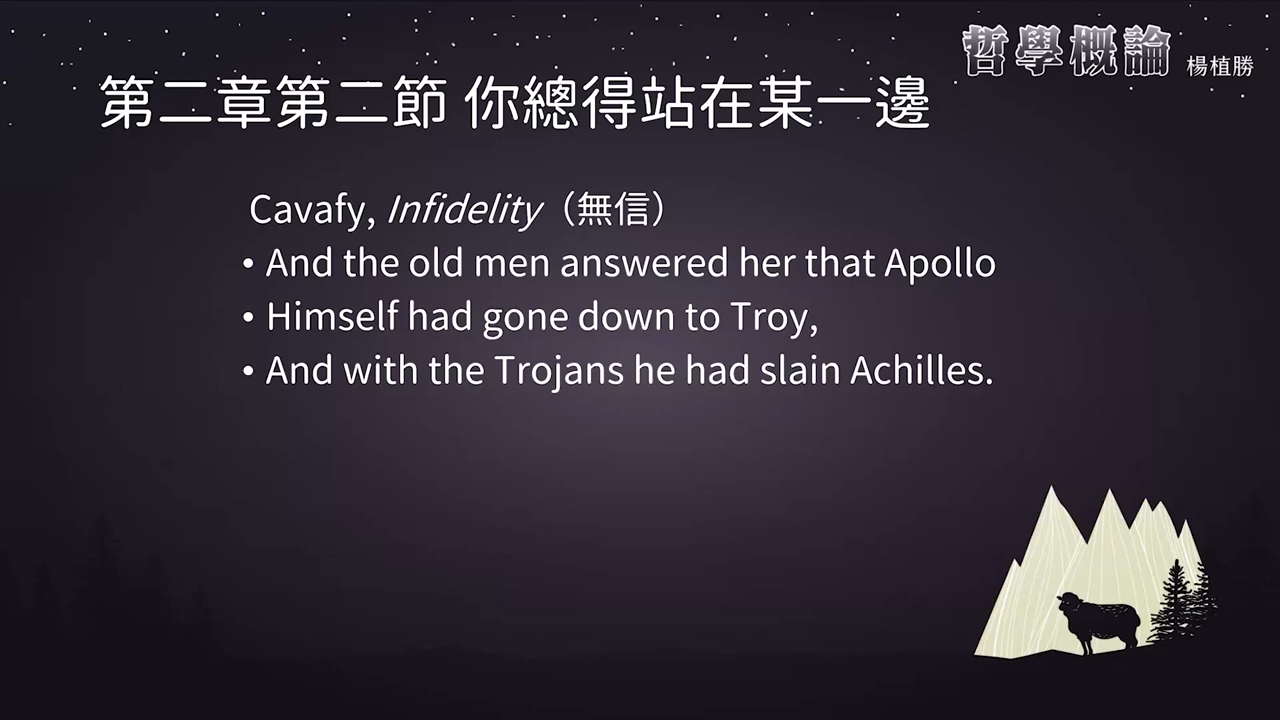 哲學概論 楊植勝
第二章第二節 你總得站在某一邊
Cavafy, Infidelity（無信）
• And the old men answered her that Apollo
• Himself had gone down to Troy,
• And with the Trojans he had slain Achilles.